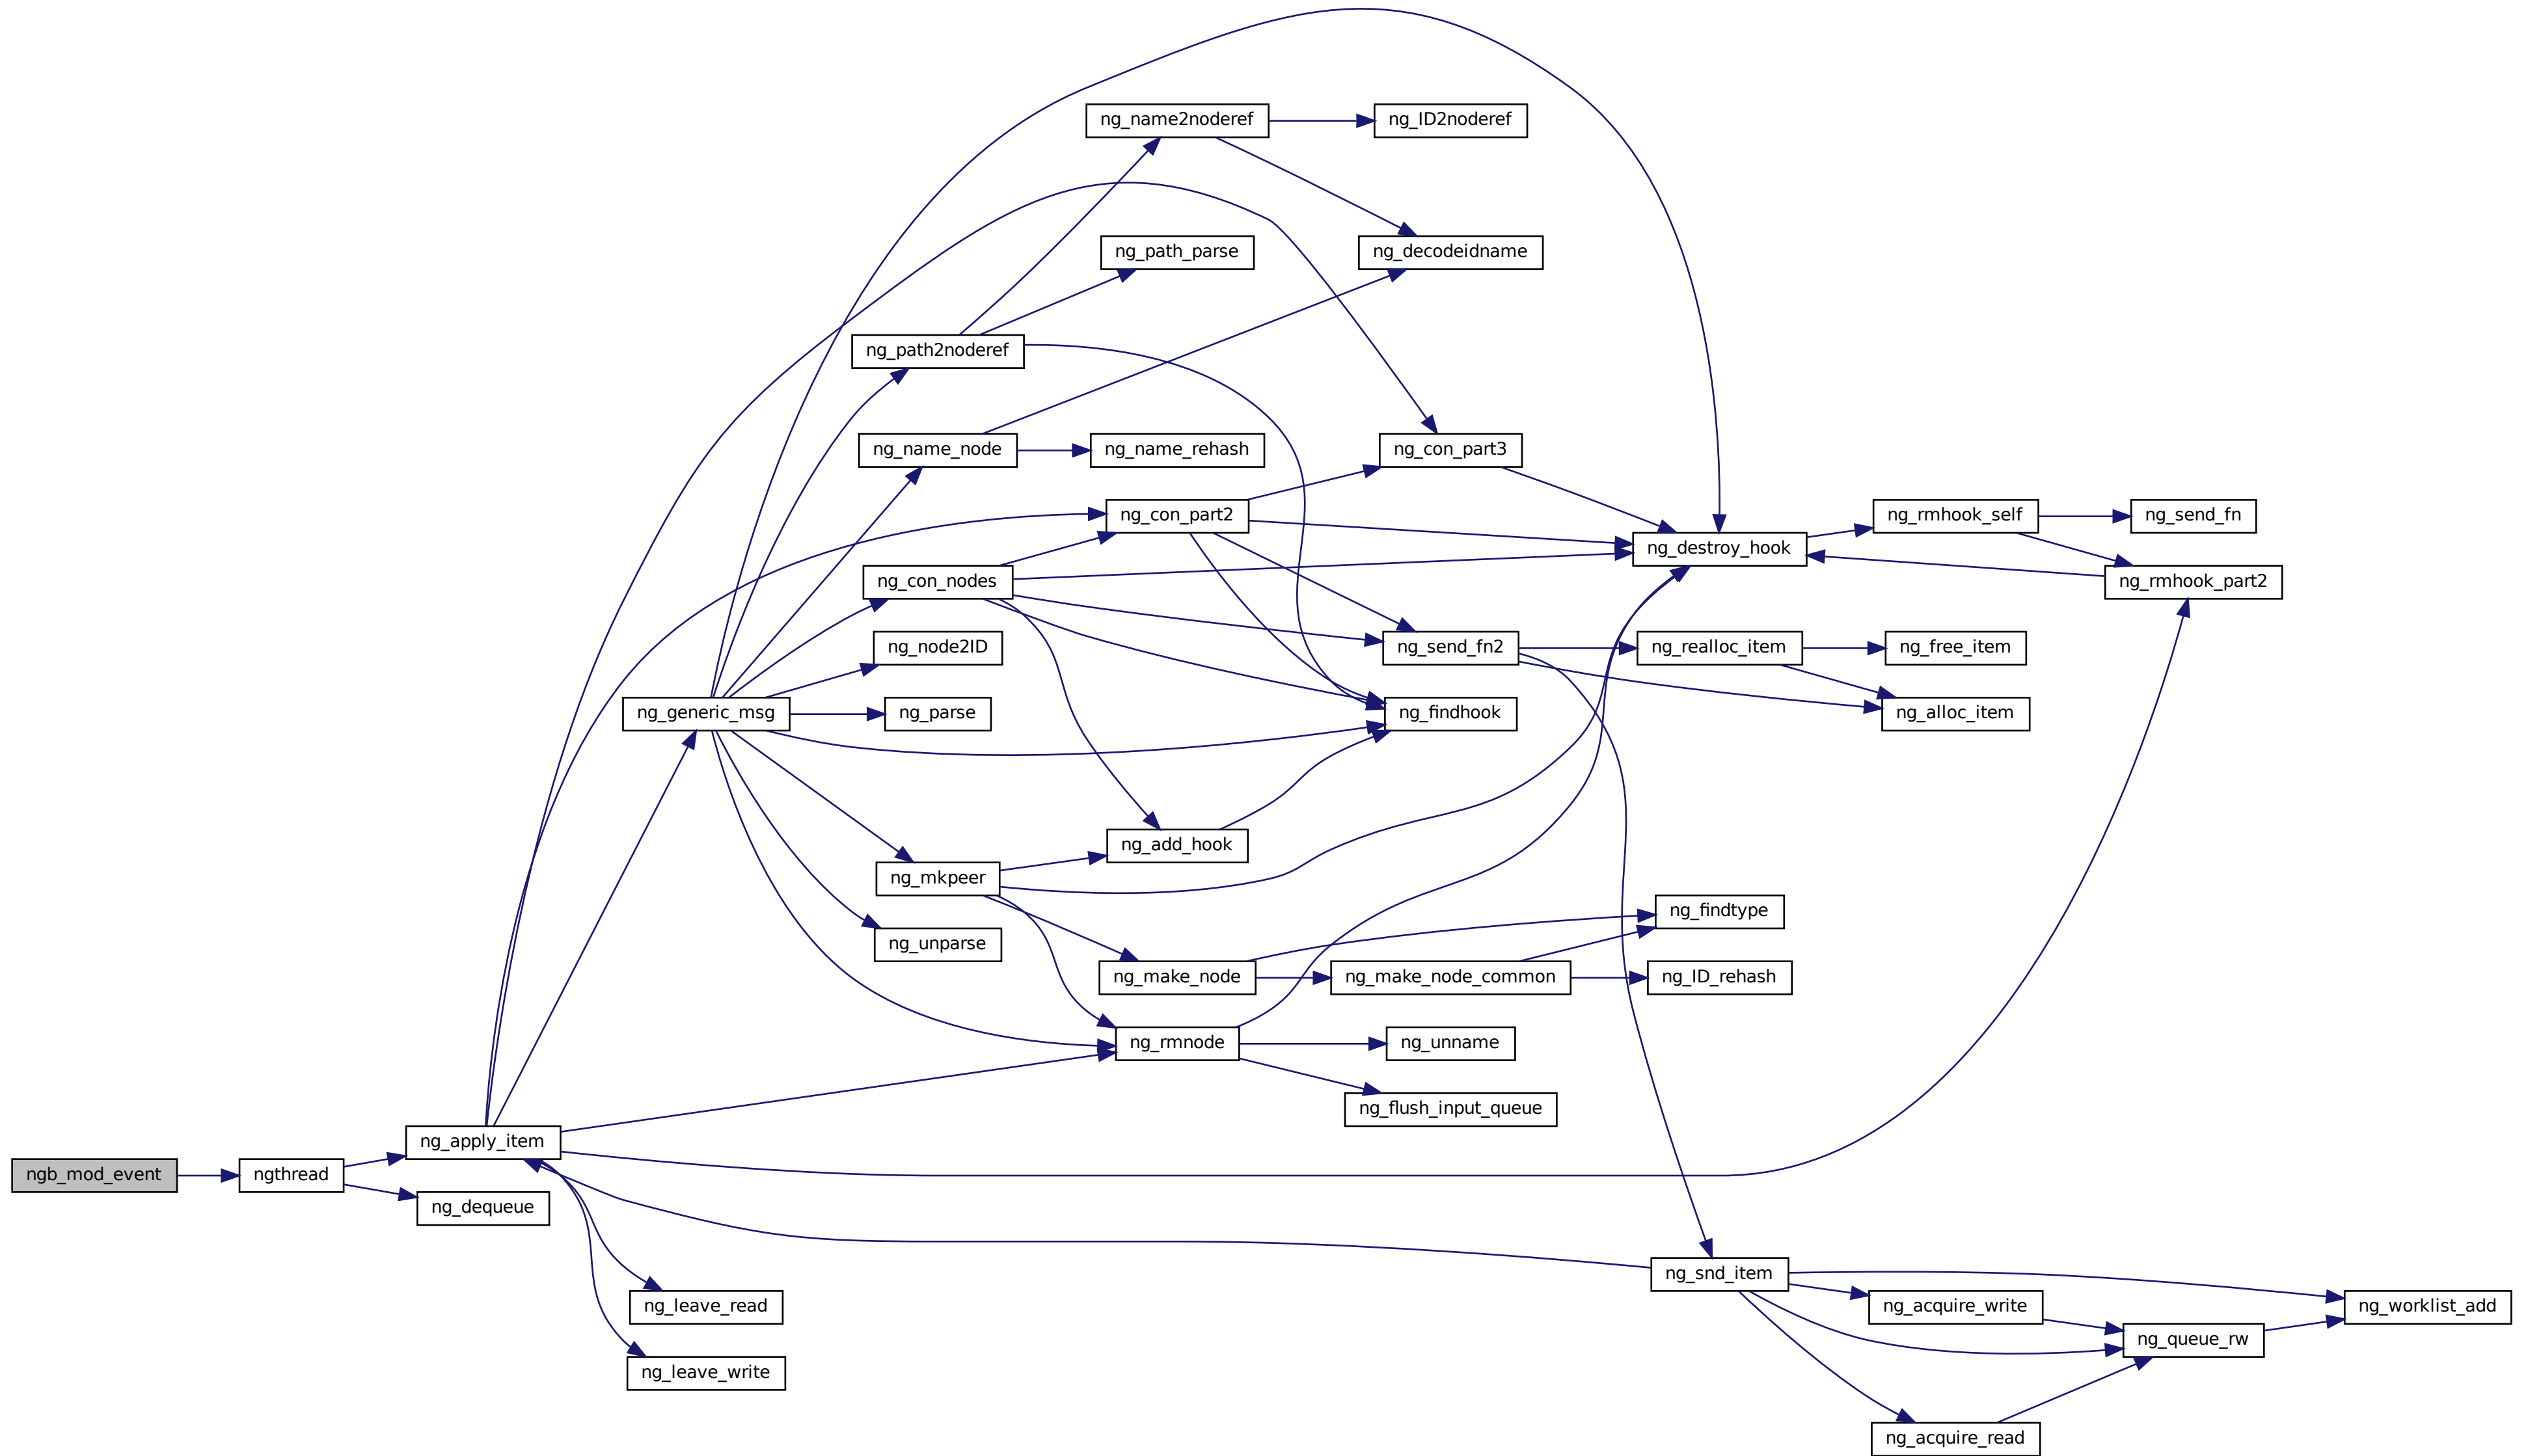 ng_name2noderef
ng_ID2noderef
ng_path_parse
ng_decodeidname
ng_path2noderef
ng_name_node
ng_name_rehash
ng_con_part3
ng_con_part2
ng_rmhook_self
ng_send_fn
ng_destroy_hook
ng_con_nodes
ng_rmhook_part2
ng_node2ID
ng_send_fn2
ng_realloc_item
ng_free_item
ng_generic_msg
ng_parse
ng_findhook
ng_alloc_item
ng_add_hook
ng_mkpeer
ng_findtype
ng_unparse
ng_make_node
ng_make_node_common
ng_ID_rehash
ng_rmnode
ng_unname
ng_flush_input_queue
ng_apply_item
ngb_mod_event
ngthread
ng_dequeue
ng_snd_item
ng_leave_read
ng_acquire_write
ng_worklist_add
ng_queue_rw
ng_leave_write
ng_acquire_read